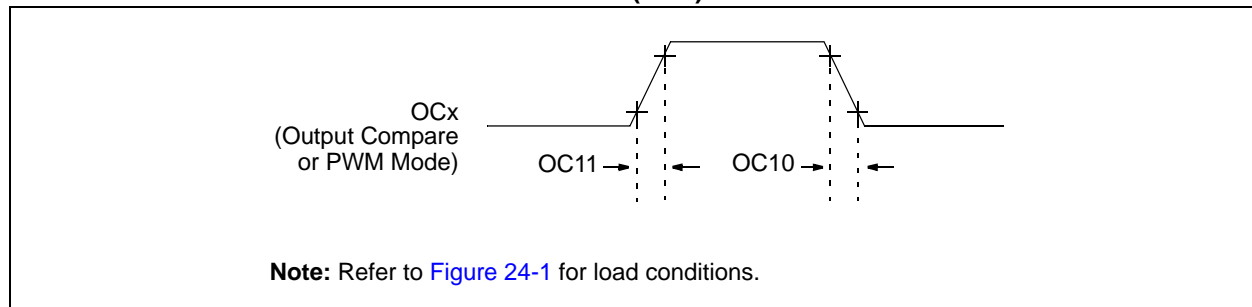 OCx
(Output Compare
or PWM Mode)
OC11
OC10
Note: Refer to Figure 24-1 for load conditions.